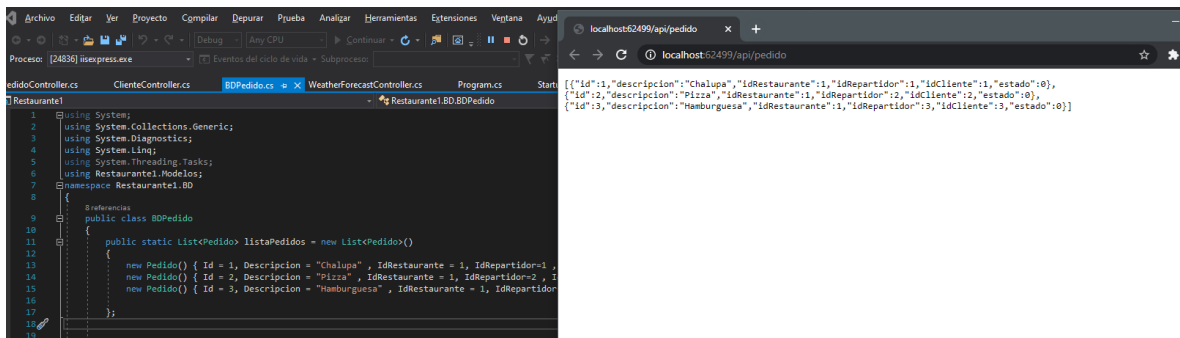 Archivo Editar Ver Proyecto Compilar Depurar Prueba Analizar Herramientas Extensiones Ventana Ayud
Debug Any CPU Continuar
Proceso: [24836] iisexpress.exe Eventos del ciclo de vida Subproceso:
edidoController.cs ClienteController.cs BDPedido.cs WeatherForecastController.cs Program.cs Startu
Restaurante1 Restaurante1.BD.BDPedido
1 using System;
2 using System.Collections.Generic;
3 using System.Diagnostics;
4 using System.Linq;
5 using System.Threading.Tasks;
6 using Restaurante1.Modelos;
7 namespace Restaurante1.BD
8 {
8 referencias
9 public class BDPedido
10 {
11 public static List<Pedido> listaPedidos = new List<Pedido>()
12 {
13 new Pedido() { Id = 1, Descripcion = "Chalupa" , IdRestaurante = 1, IdRepartidor=1 ,
14 new Pedido() { Id = 2, Descripcion = "Pizza" , IdRestaurante = 1, IdRepartidor=2 , I
15 new Pedido() { Id = 3, Descripcion = "Hamburguesa" , IdRestaurante = 1, IdRepartidor
16
17 };
18
19
localhost:62499/api/pedido
localhost:62499/api/pedido
[{"id":1,"descripcion":"Chalupa","idRestaurante":1,"idRepartidor":1,"idCliente":1,"estado":0},
{"id":2,"descripcion":"Pizza","idRestaurante":1,"idRepartidor":2,"idCliente":2,"estado":0},
{"id":3,"descripcion":"Hamburguesa","idRestaurante":1,"idRepartidor":3,"idCliente":3,"estado":0}]